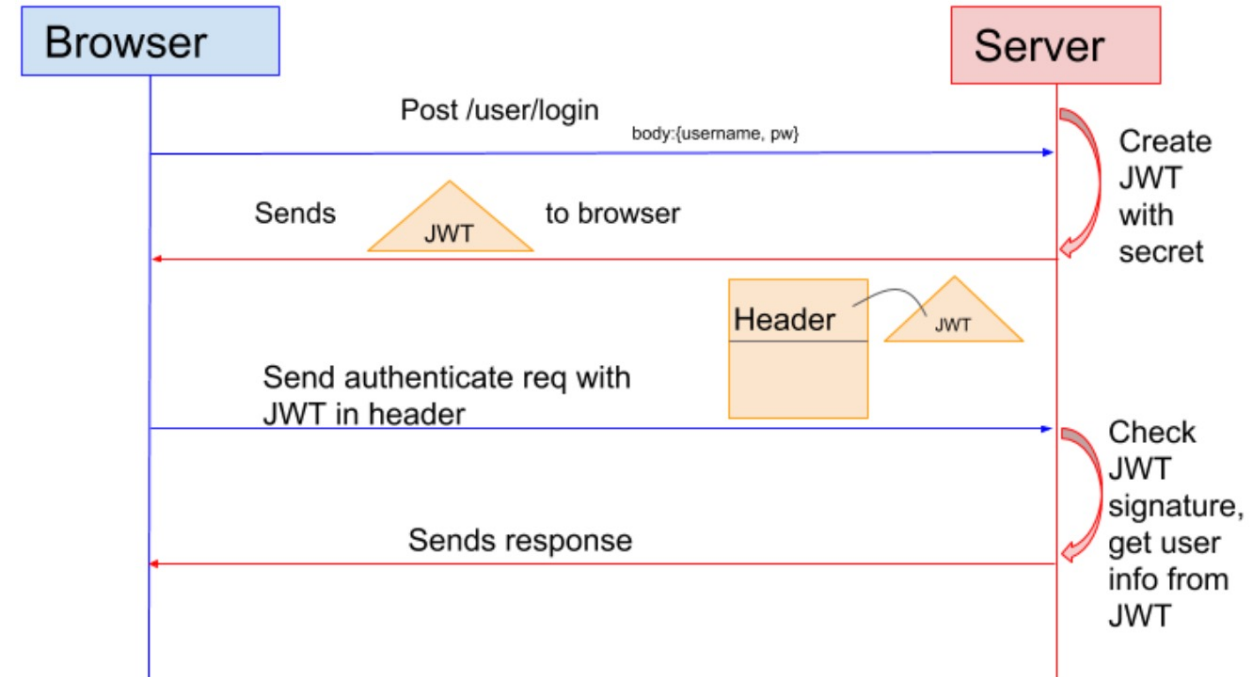 Browser
Server
Post /user/login
body:{username, pw}
Create
JWT
with
secret
Sends
JWT
to browser
Header
JWT
Send authenticate req with
JWT in header
Check
JWT
signature,
get user
info from
JWT
Sends response